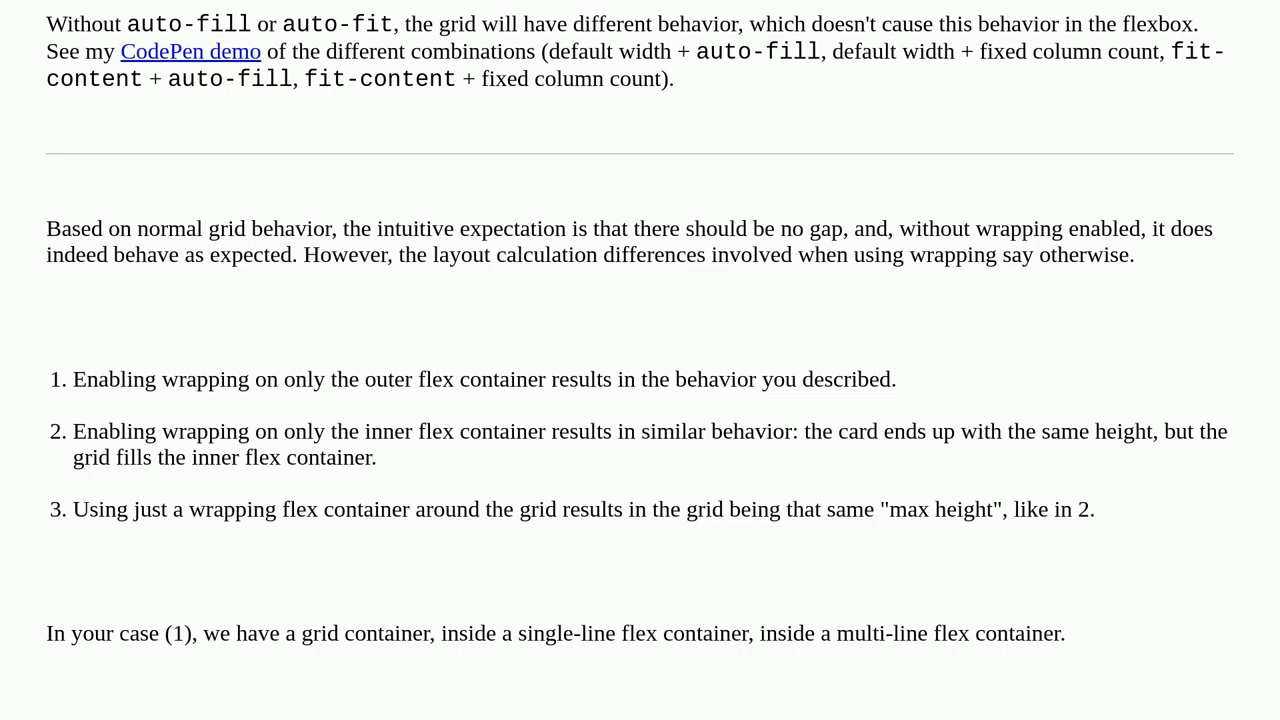 Without auto-fill or auto-fit, the grid will have different behavior, which doesn't cause this behavior in the flexbox.
See my CodePen demo of the different combinations (default width + auto-fill, default width + fixed column count, fit-
content + auto-fill, fit-content + fixed column count).
Based on normal grid behavior, the intuitive expectation is that there should be no gap, and, without wrapping enabled, it does
indeed behave as expected. However, the layout calculation differences involved when using wrapping say otherwise.
1. Enabling wrapping on only the outer flex container results in the behavior you described.
2. Enabling wrapping on only the inner flex container results in similar behavior: the card ends up with the same height, but the
grid fills the inner flex container.
3. Using just a wrapping flex container around the grid results in the grid being that same "max height", like in 2.
In your case (1), we have a grid container, inside a single-line flex container, inside a multi-line flex container.